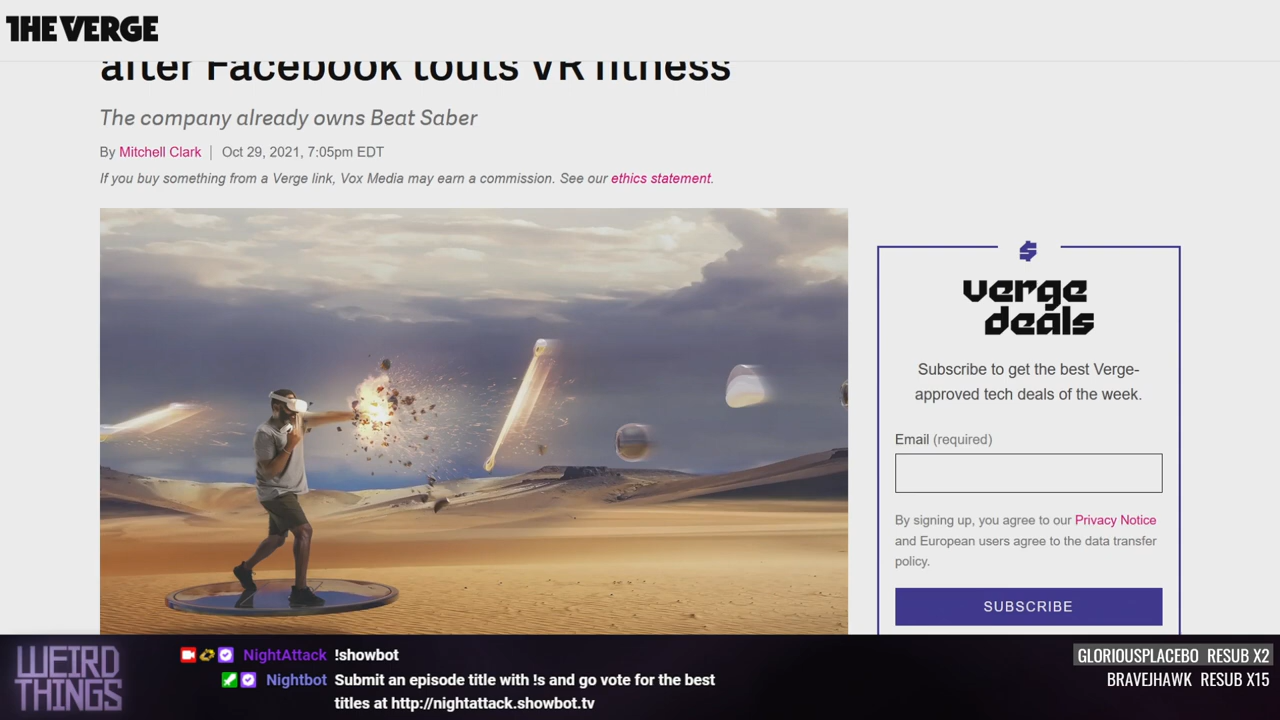 THE VERGE
after Facebook touts VR fitness
The company already owns Beat Saber
By Mitchell Clark | Oct 29, 2021, 7:05pm EDT
If you buy something from a Verge link, Vox Media may earn a commission. See our ethics statement.
$
verge
deals
Subscribe to get the best Verge-
approved tech deals of the week.
Email (required)
By signing up, you agree to our Privacy Notice
and European users agree to the data transfer
policy.
SUBSCRIBE
WEIRD
THINGS
NightAttack !showbot
Nightbot Submit an episode title with !s and go vote for the best
titles at http://nightattack.showbot.tv
GLORIOUSPLACEBO RESUB X2
BRAVEJHAWK RESUB X15